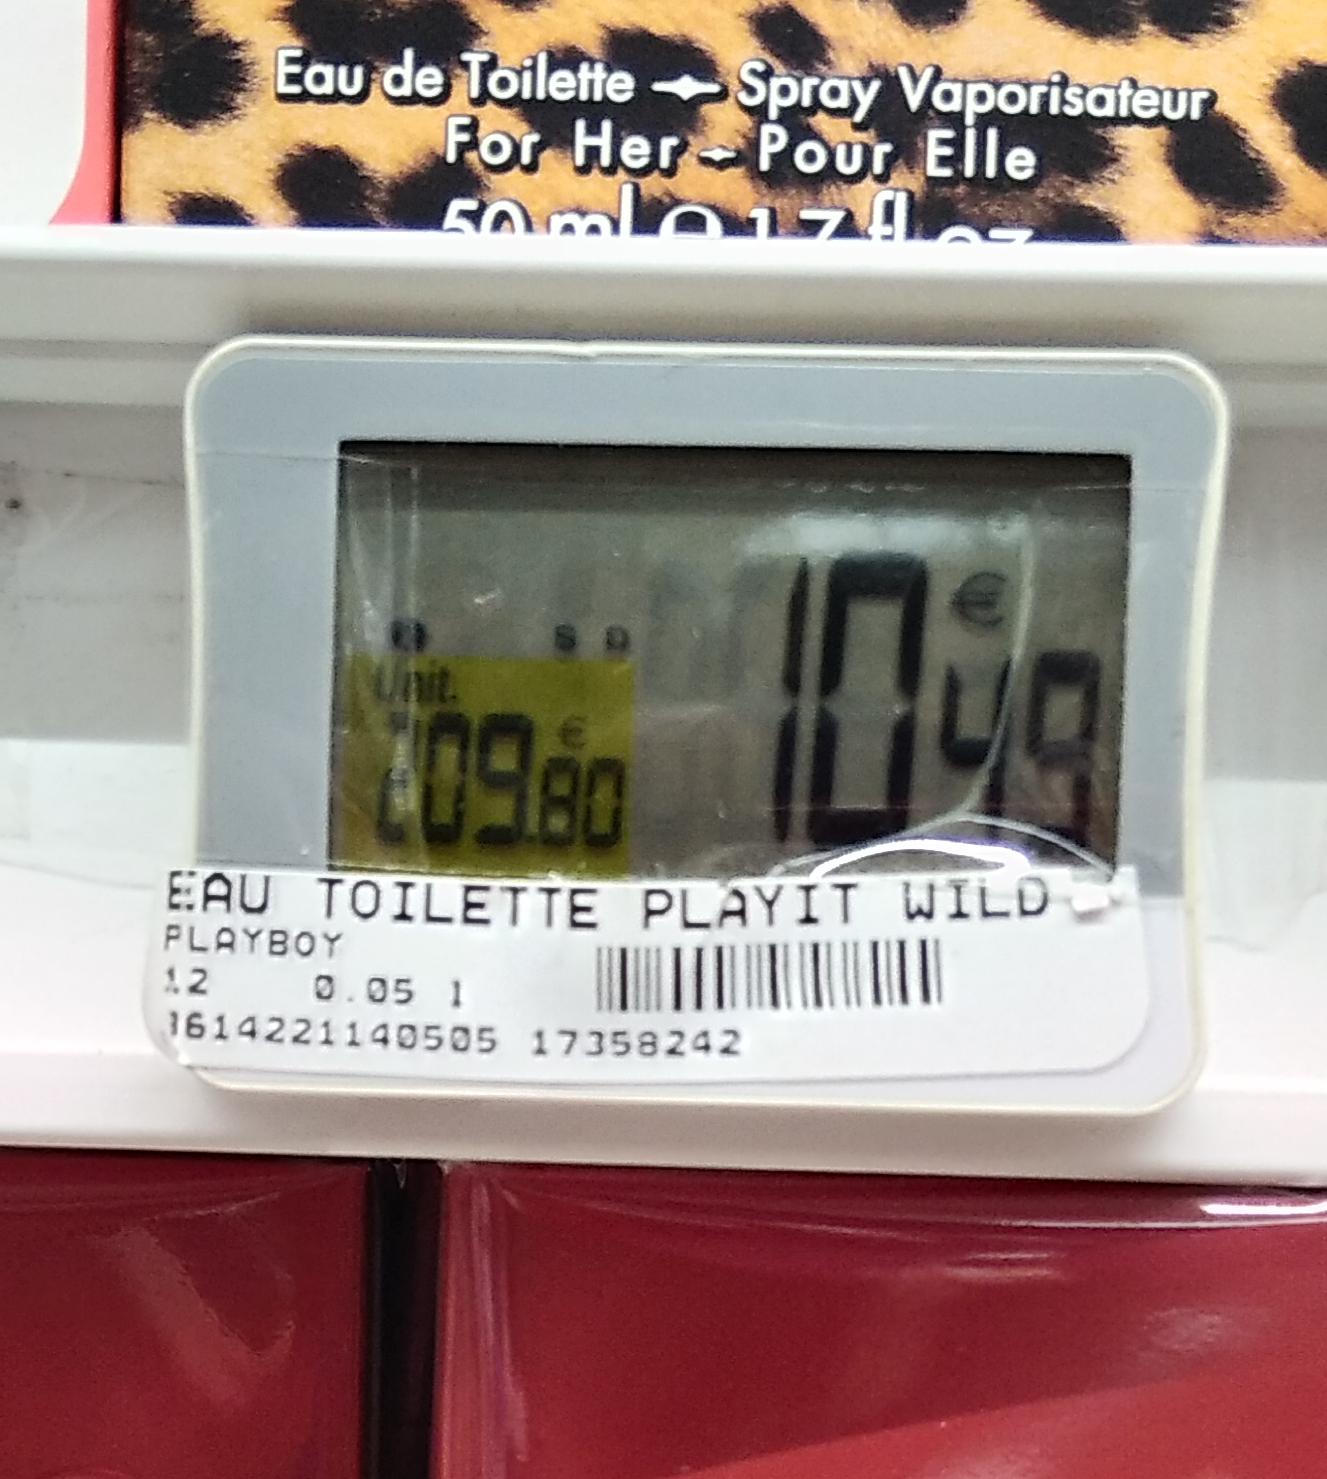 Eau de Toilette Spray Vaporisateur
For Her - Pour Elle
50 ml e 1.7 fl oz
10 € 49
Unit.
209.80 €
EAU TOILETTE PLAYIT WILD
PLAYBOY
12 0.05 l
3614221140505 17358242